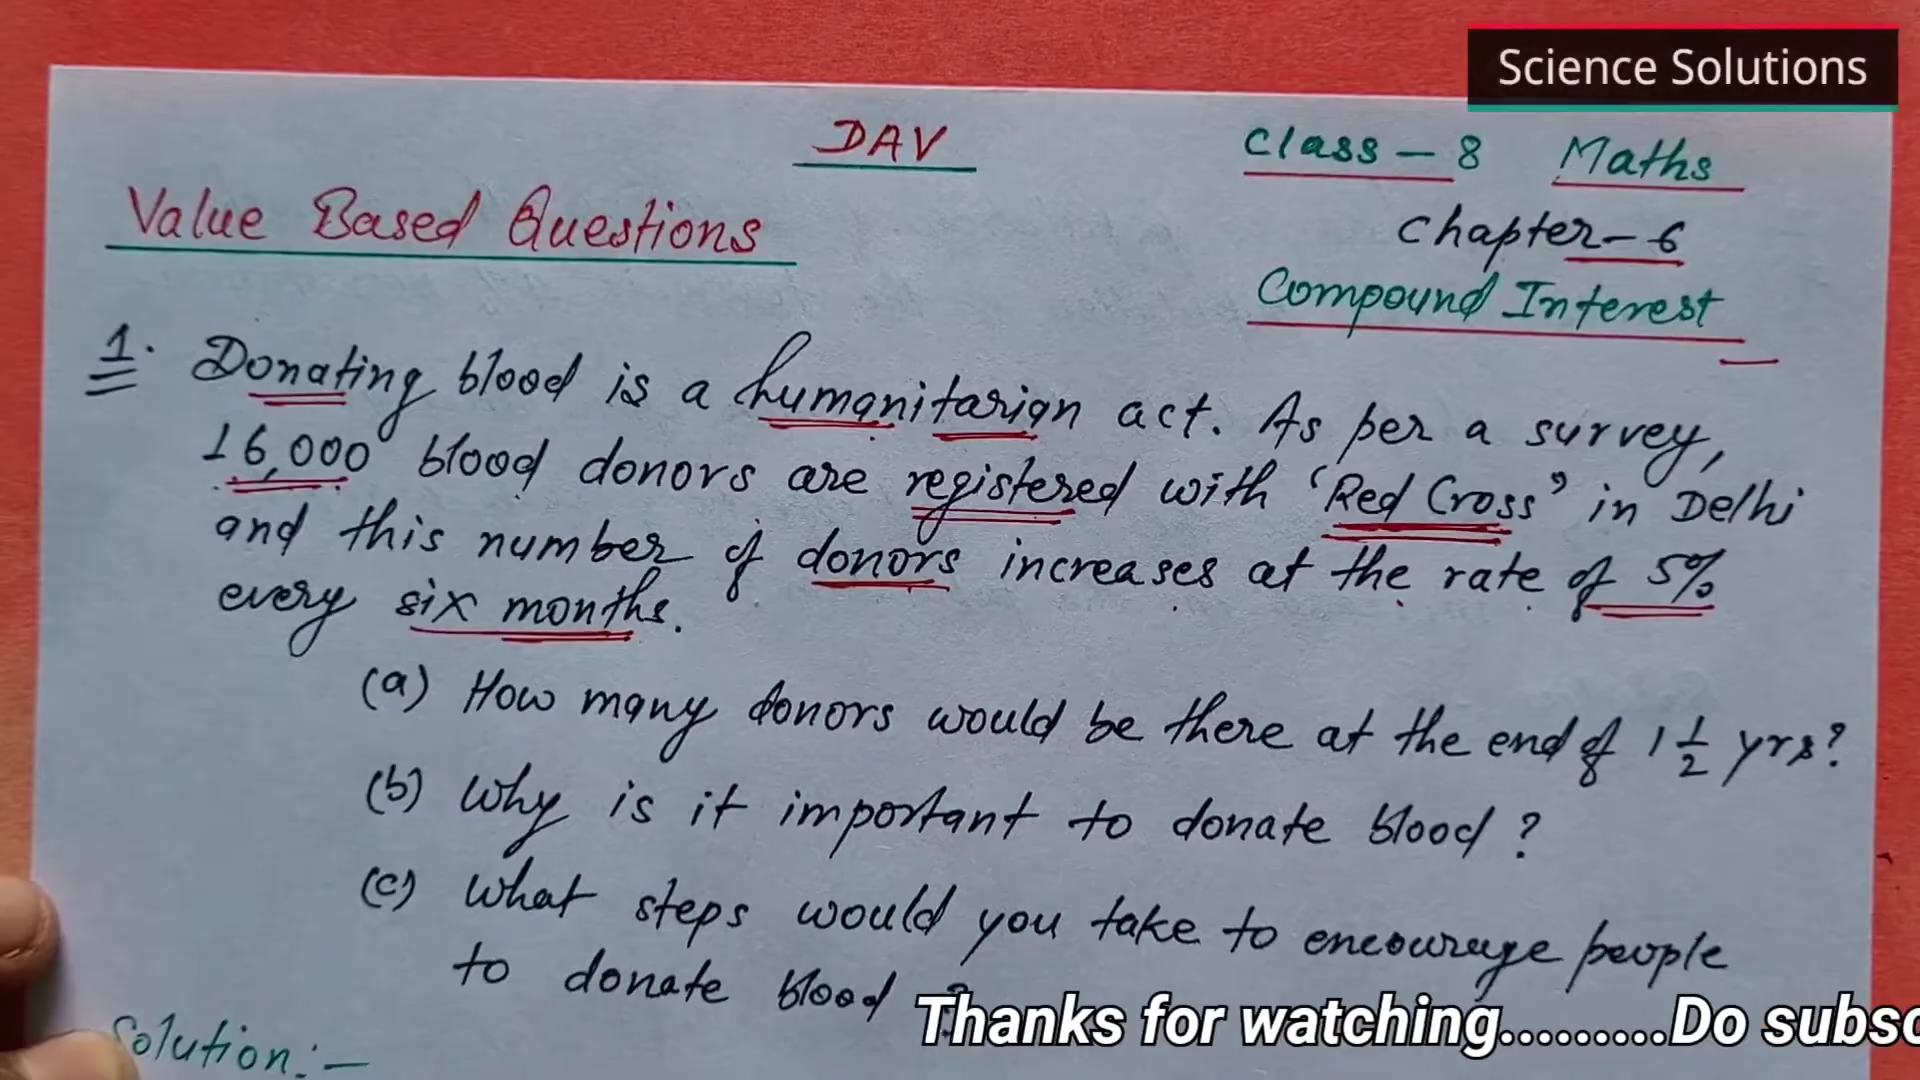 Science Solutions
DAV
Class - 8 Maths
Value Based Questions
Chapter - 6
Compound Interest
1. Donating blood is a humanitarian act. As per a survey,
16,000 blood donors are registered with 'Red Cross' in Delhi
and this number of donors increases at the rate of 5%
every six months.
(a) How many donors would be there at the end of 1 1/2 yrs?
(b) Why is it important to donate blood ?
(c) What steps would you take to encourage people
to donate blood ?
Thanks for watching.........Do subsc
Solution:-